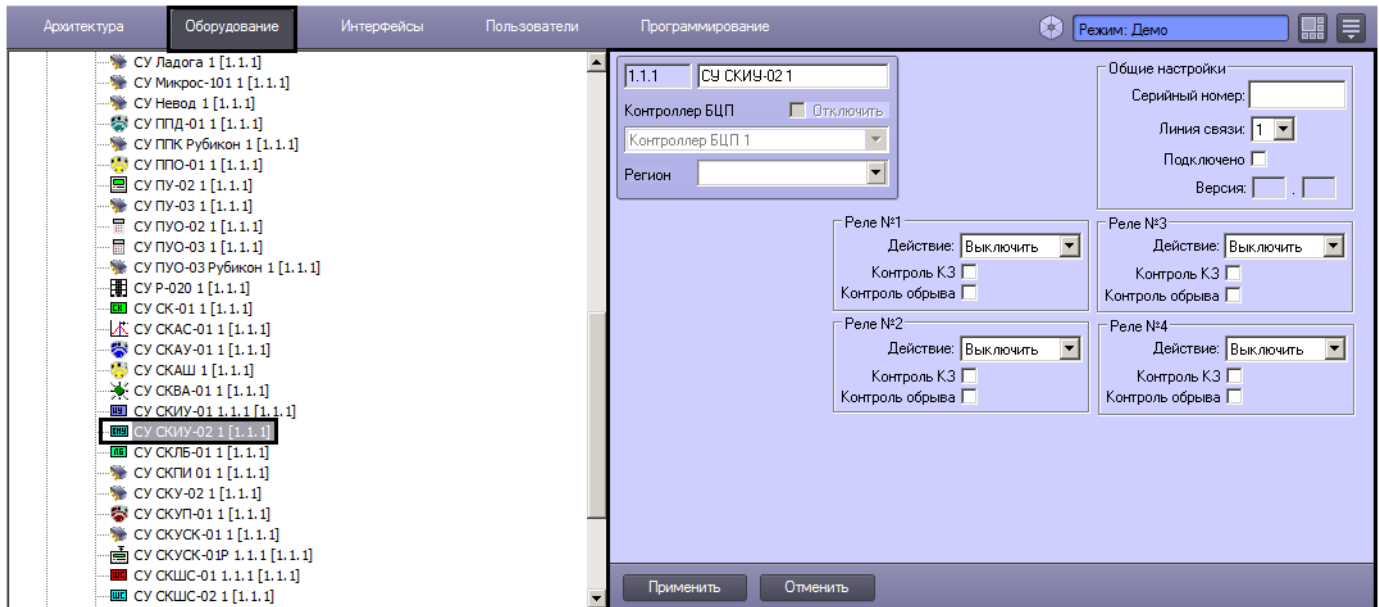 Архитектура Оборудование Интерфейсы Пользователи Программирование Режим: Демо
СУ Ладога 1 [1.1.1]
СУ Микрос-101 1 [1.1.1]
СУ Невод 1 [1.1.1]
СУ ППД-01 1 [1.1.1]
СУ ППК Рубикон 1 [1.1.1]
СУ ППО-01 1 [1.1.1]
СУ ПУ-02 1 [1.1.1]
СУ ПУ-03 1 [1.1.1]
СУ ПУО-02 1 [1.1.1]
СУ ПУО-03 1 [1.1.1]
СУ ПУО-03 Рубикон 1 [1.1.1]
СУ Р-020 1 [1.1.1]
СК СУ СК-01 1 [1.1.1]
СУ СКАС-01 1 [1.1.1]
СУ СКАУ-01 1 [1.1.1]
СУ СКАШ 1 [1.1.1]
СУ СКВА-01 1 [1.1.1]
СУ СКИУ-01 1.1.1 [1.1.1]
СУ СКИУ-02 1 [1.1.1]
ЛБ СУ СКЛБ-01 1 [1.1.1]
СУ СКПИ 01 1 [1.1.1]
СУ СКУ-02 1 [1.1.1]
СУ СКУП-01 1 [1.1.1]
СУ СКУСК-01 1 [1.1.1]
СУ СКУСК-01Р 1.1.1 [1.1.1]
ШС СУ СКШС-01 1.1.1 [1.1.1]
ШС СУ СКШС-02 1 [1.1.1]
1.1.1 СУ СКИУ-02 1
Контроллер БЦП Отключить
Контроллер БЦП 1
Регион
Общие настройки
Серийный номер:
Линия связи: 1
Подключено
Версия: .
Реле №1
Действие: Выключить
Контроль КЗ
Контроль обрыва
Реле №3
Действие: Выключить
Контроль КЗ
Контроль обрыва
Реле №2
Действие: Выключить
Контроль КЗ
Контроль обрыва
Реле №4
Действие: Выключить
Контроль КЗ
Контроль обрыва
Применить Отменить